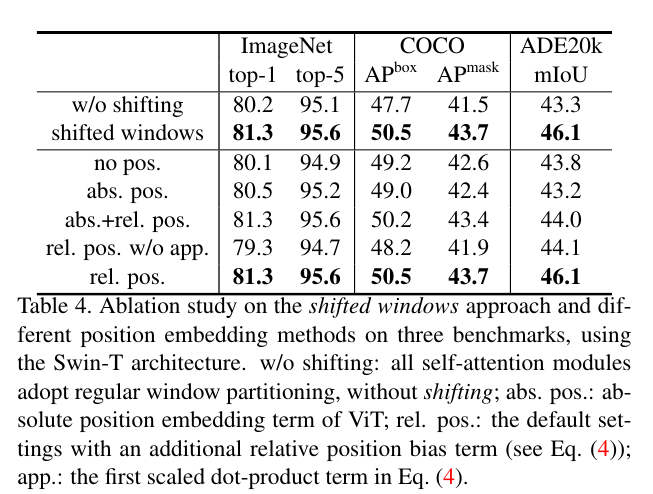 ImageNet COCO ADE20k
top-1 top-5 APbox APmask mIoU
w/o shifting 80.2 95.1 47.7 41.5 43.3
shifted windows 81.3 95.6 50.5 43.7 46.1
no pos. 80.1 94.9 49.2 42.6 43.8
abs. pos. 80.5 95.2 49.0 42.4 43.2
abs.+rel. pos. 81.3 95.6 50.2 43.4 44.0
rel. pos. w/o app. 79.3 94.7 48.2 41.9 44.1
rel. pos. 81.3 95.6 50.5 43.7 46.1
Table 4. Ablation study on the shifted windows approach and dif-
ferent position embedding methods on three benchmarks, using
the Swin-T architecture. w/o shifting: all self-attention modules
adopt regular window partitioning, without shifting; abs. pos.: ab-
solute position embedding term of ViT; rel. pos.: the default set-
tings with an additional relative position bias term (see Eq. (4));
app.: the first scaled dot-product term in Eq. (4).